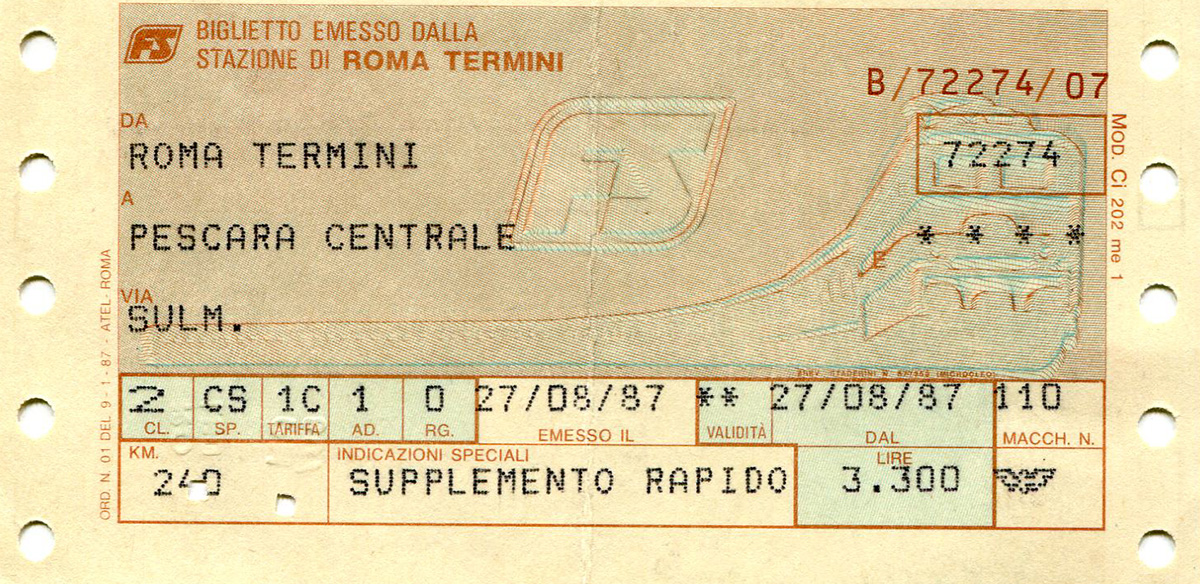 FS BIGLIETTO EMESSO DALLA
STAZIONE DI ROMA TERMINI
B/72274/07
DA
ROMA TERMINI
72274
A
PESCARA CENTRALE
* * * *
E
VIA
SULM.
MOD. Ci 202 me 1
ORD. N. 01 DEL 9 - 1 - 87 - ATEL- ROMA
2 CS 1C 1 0 27/08/87 ** 27/08/87 110
CL. SP. TARIFFA AD. RG. EMESSO IL VALIDITÀ DAL MACCH. N.
KM. INDICAZIONI SPECIALI LIRE
240 SUPPLEMENTO RAPIDO 3.300